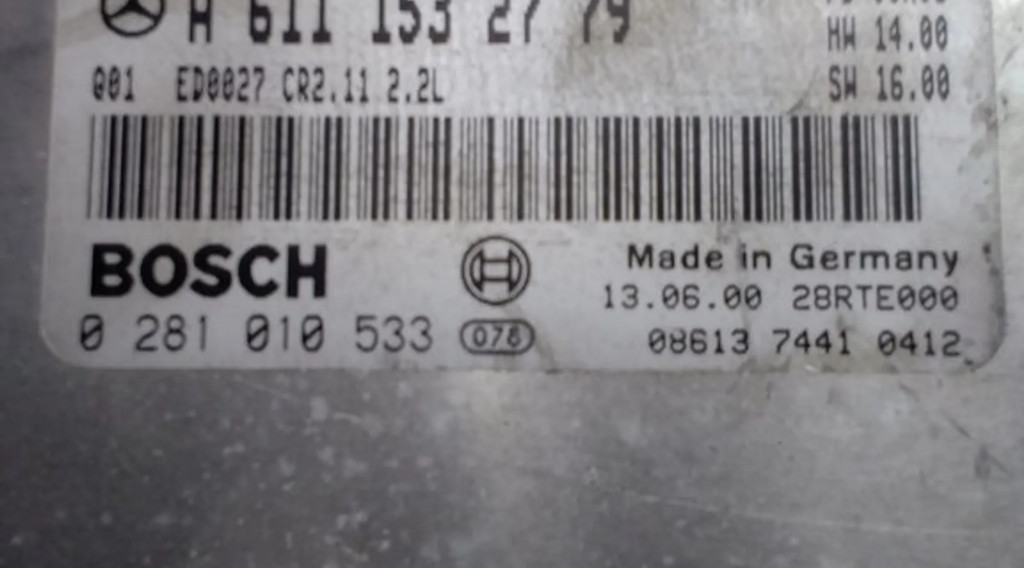 A 611 153 27 79
HW 14.00
Q01 ED0027 CR2.11 2.2L
SW 16.00
BOSCH
Made in Germany
13.06.00 28RTE000
0 281 010 533 078
08613 7441 0412